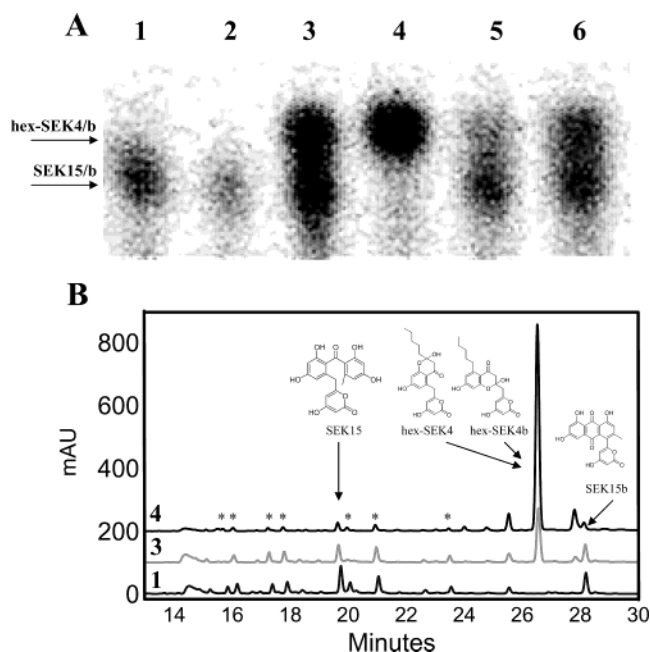 A 1 2 3 4 5 6
hex-SEK4/b
SEK15/b
B
800
600
400
200
0
mAU
SEK15
hex-SEK4
hex-SEK4b
SEK15b
* * * * * * *
4
3
1
14 16 18 20 22 24 26 28 30
Minutes